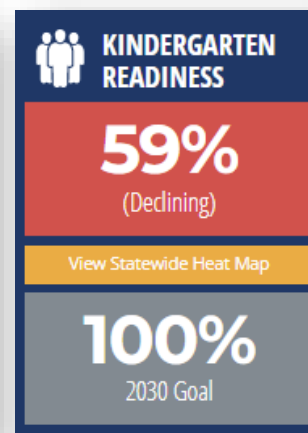 KINDERGARTEN
READINESS
59%
(Declining)
View Statewide Heat Map
100%
2030 Goal